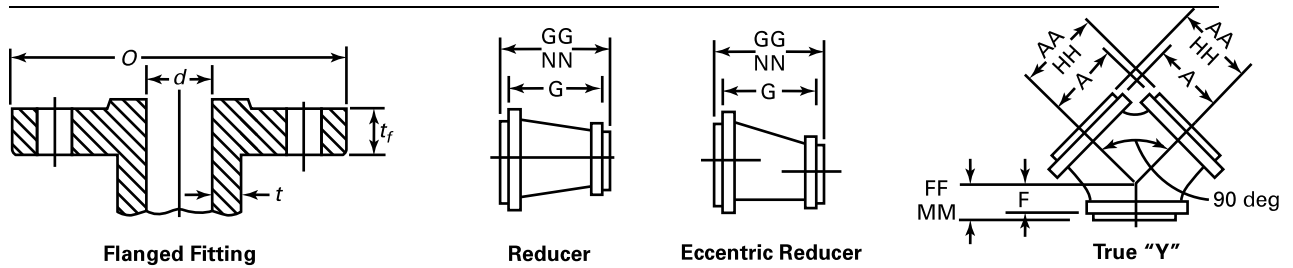 O
d
t_f
t
Flanged Fitting
GG
NN
G
Reducer
GG
NN
G
Eccentric Reducer
AA
HH
A
AA
HH
A
FF
MM
F
90 deg
True “Y”